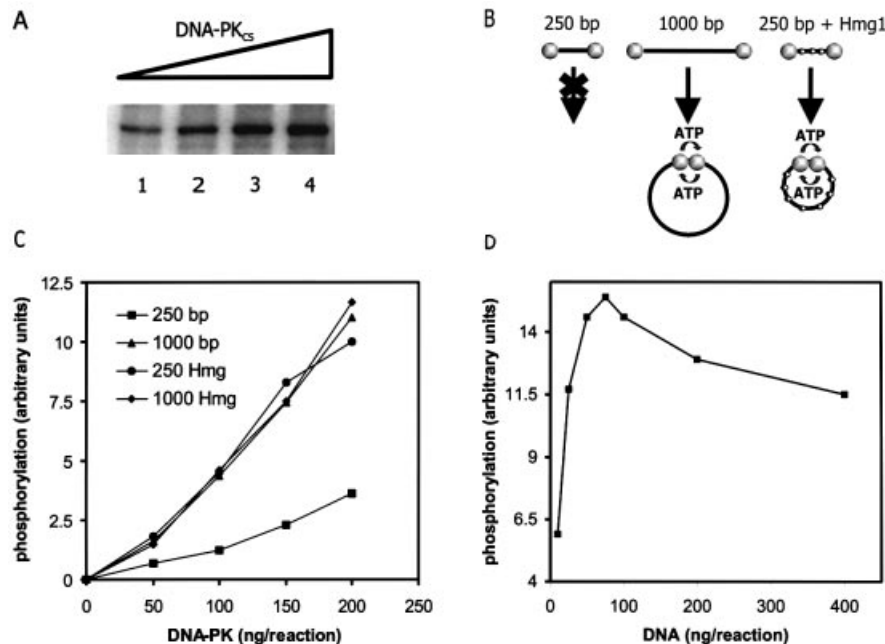 A
DNA-PKcs
1 2 3 4
B
250 bp 1000 bp 250 bp + Hmg1
ATP ATP
ATP ATP
C
phosphorylation (arbitrary units)
12.5
10
7.5
5
2.5
0
250 bp
1000 bp
250 Hmg
1000 Hmg
0 50 100 150 200 250
DNA-PK (ng/reaction)
D
phosphorylation (arbitrary units)
14
11.5
9
6.5
4
0 100 200 300 400
DNA (ng/reaction)